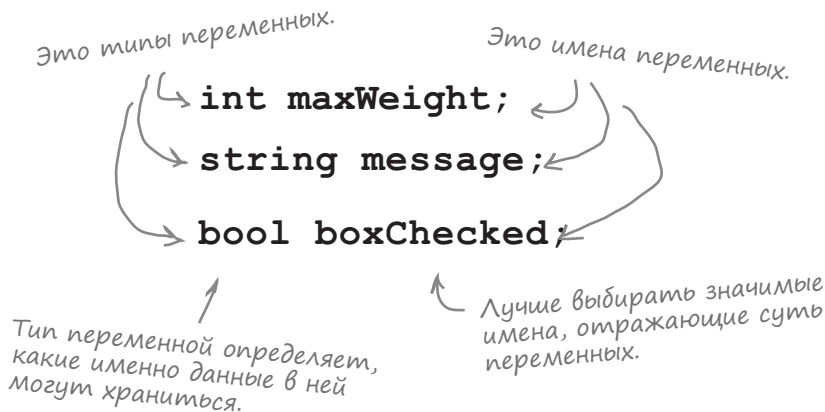 Это типы переменных.
Это имена переменных.
int maxWeight;
string message;
bool boxChecked;
Тип переменной определяет,
какие именно данные в ней
могут храниться.
Лучше выбирать значимые
имена, отражающие суть
переменных.